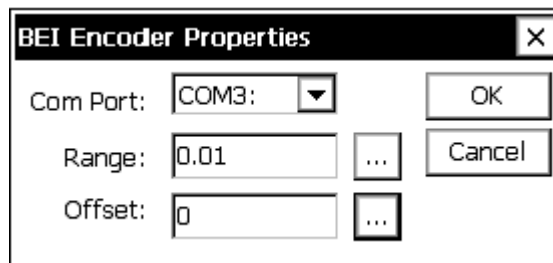 BEI Encoder Properties
Com Port: COM3: OK
Range: 0.01 ... Cancel
Offset: 0 ...